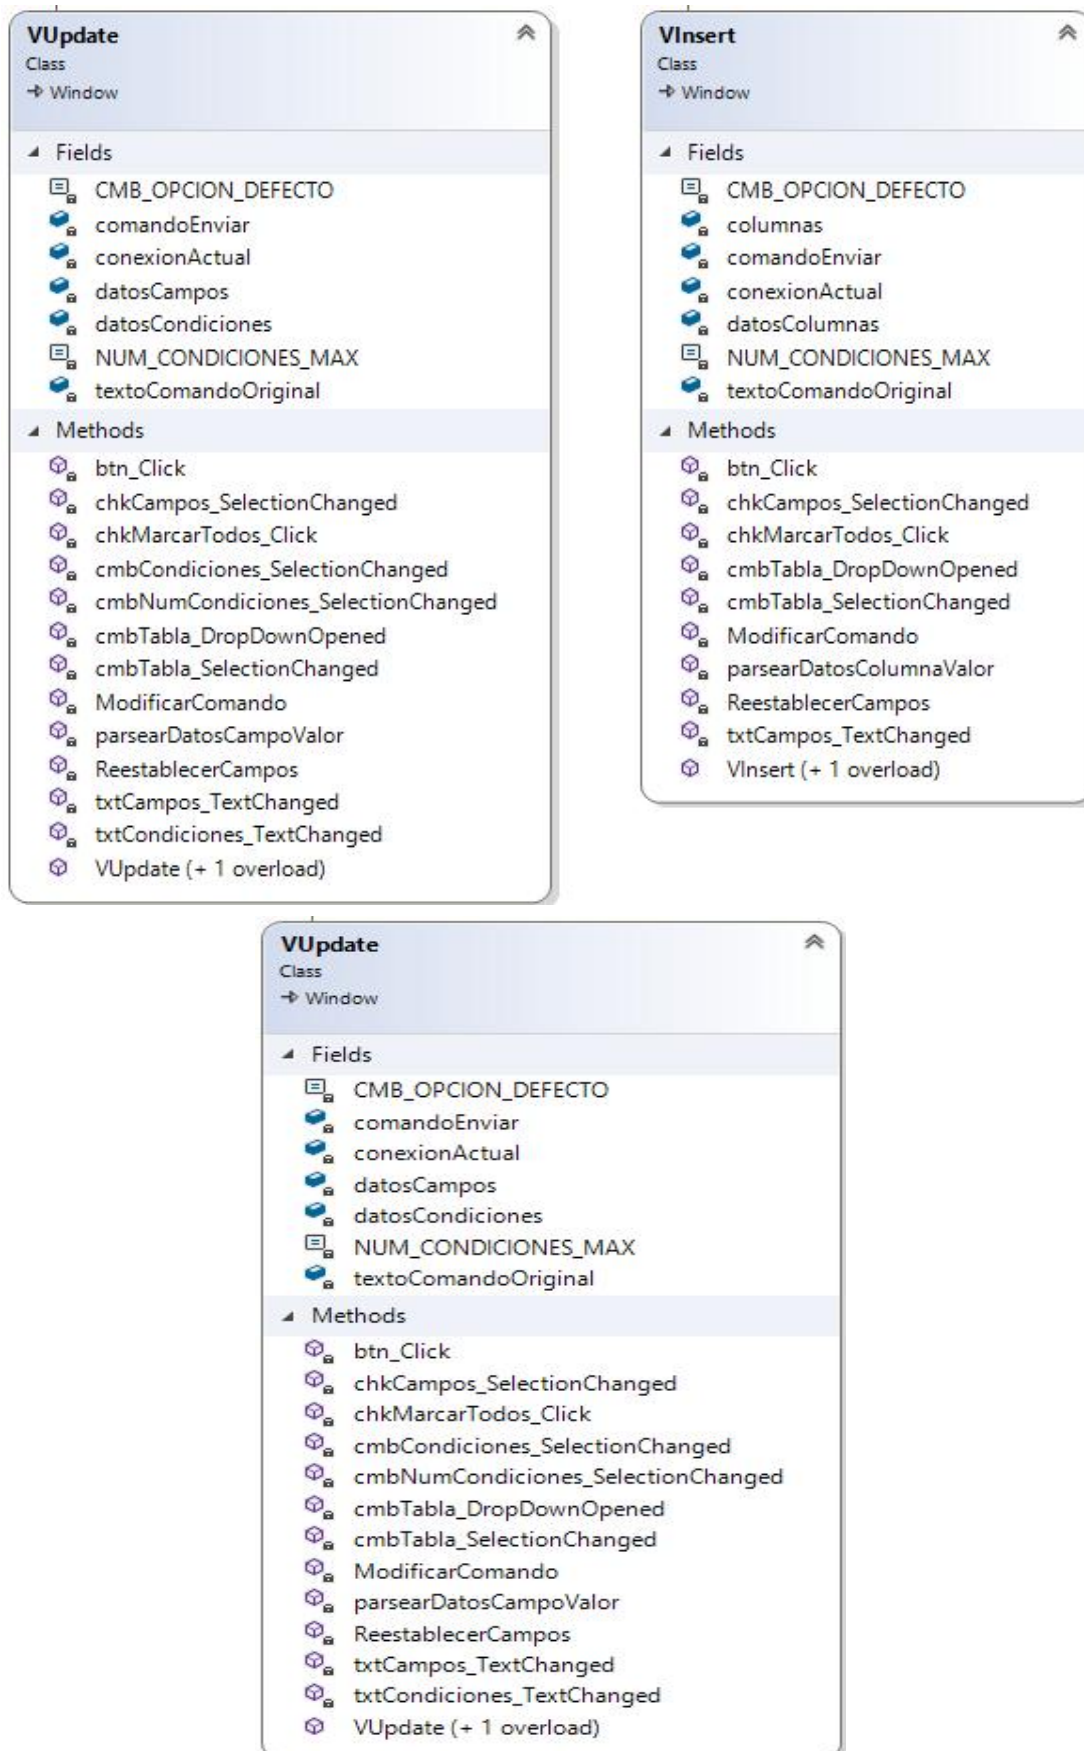 VUpdate
Class
Window
Fields
CMB_OPCION_DEFECTO
comandoEnviar
conexionActual
datosCampos
datosCondiciones
NUM_CONDICIONES_MAX
textoComandoOriginal
Methods
btn_Click
chkCampos_SelectionChanged
chkMarcarTodos_Click
cmbCondiciones_SelectionChanged
cmbNumCondiciones_SelectionChanged
cmbTabla_DropDownOpened
cmbTabla_SelectionChanged
ModificarComando
parsearDatosCampoValor
ReestablecerCampos
txtCampos_TextChanged
txtCondiciones_TextChanged
VUpdate (+ 1 overload)
VInsert
Class
Window
Fields
CMB_OPCION_DEFECTO
columnas
comandoEnviar
conexionActual
datosColumnas
NUM_CONDICIONES_MAX
textoComandoOriginal
Methods
btn_Click
chkCampos_SelectionChanged
chkMarcarTodos_Click
cmbTabla_DropDownOpened
cmbTabla_SelectionChanged
ModificarComando
parsearDatosColumnaValor
ReestablecerCampos
txtCampos_TextChanged
VInsert (+ 1 overload)
VUpdate
Class
Window
Fields
CMB_OPCION_DEFECTO
comandoEnviar
conexionActual
datosCampos
datosCondiciones
NUM_CONDICIONES_MAX
textoComandoOriginal
Methods
btn_Click
chkCampos_SelectionChanged
chkMarcarTodos_Click
cmbCondiciones_SelectionChanged
cmbNumCondiciones_SelectionChanged
cmbTabla_DropDownOpened
cmbTabla_SelectionChanged
ModificarComando
parsearDatosCampoValor
ReestablecerCampos
txtCampos_TextChanged
txtCondiciones_TextChanged
VUpdate (+ 1 overload)